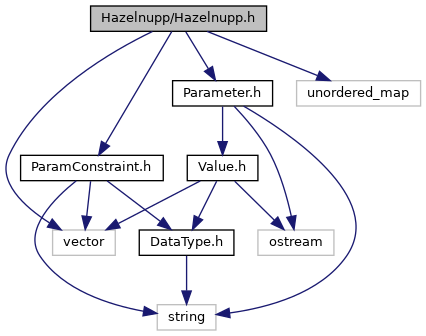 Hazelnupp/Hazelnupp.h
Parameter.h
unordered_map
ParamConstraint.h
Value.h
vector
DataType.h
ostream
string